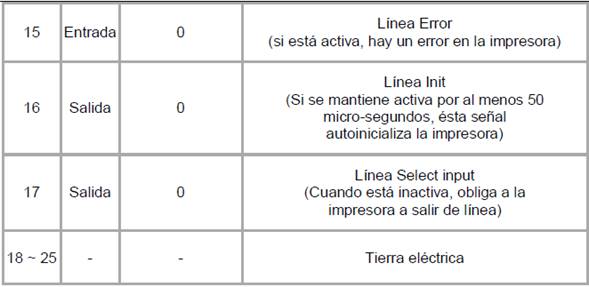 15 Entrada 0 Línea Error
(si está activa, hay un error en la impresora)
16 Salida 0 Línea Init
(Si se mantiene activa por al menos 50
micro-segundos, ésta señal
autoinicializa la impresora)
17 Salida 0 Línea Select input
(Cuando está inactiva, obliga a la
impresora a salir de línea)
18 ~ 25 - - Tierra eléctrica